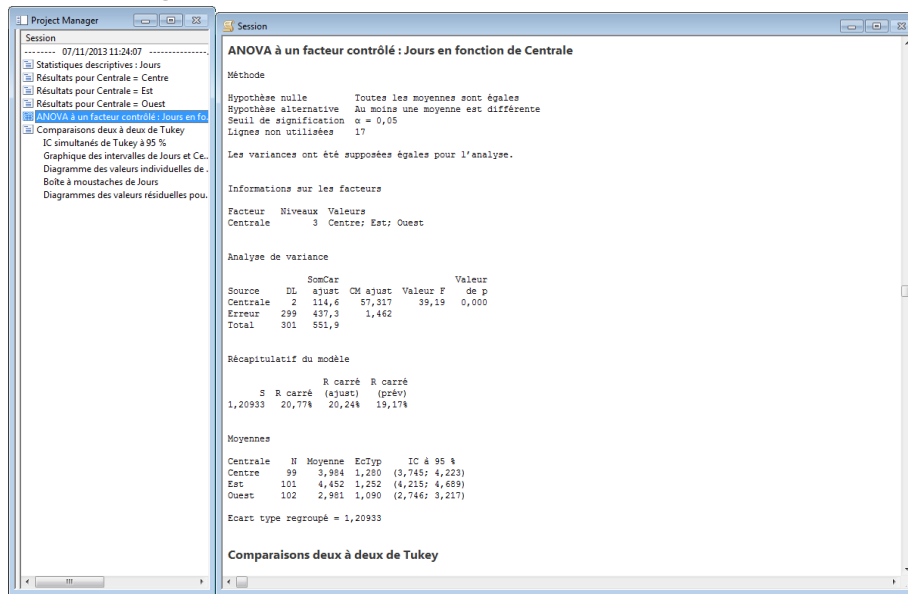 Project Manager
Session
-------- 07/11/2013 11:24:07 ----------------
Statistiques descriptives : Jours
Résultats pour Centrale = Centre
Résultats pour Centrale = Est
Résultats pour Centrale = Ouest
ANOVA à un facteur contrôlé : Jours en fo...
Comparaisons deux à deux de Tukey
IC simultanés de Tukey à 95 %
Graphique des intervalles de Jours et Ce...
Diagramme des valeurs individuelles de ...
Boîte à moustaches de Jours
Diagrammes des valeurs résiduelles pou...
Session
ANOVA à un facteur contrôlé : Jours en fonction de Centrale
Méthode
Hypothèse nulle Toutes les moyennes sont égales
Hypothèse alternative Au moins une moyenne est différente
Seuil de signification α = 0,05
Lignes non utilisées 17
Les variances ont été supposées égales pour l'analyse.
Informations sur les facteurs
Facteur Niveaux Valeurs
Centrale 3 Centre; Est; Ouest
Analyse de variance
SomCar Valeur
Source DL ajust CM ajust Valeur F de p
Centrale 2 114,6 57,317 39,19 0,000
Erreur 299 437,3 1,462
Total 301 551,9
Récapitulatif du modèle
R carré R carré
S R carré (ajust) (prév)
1,20933 20,77% 20,24% 19,17%
Moyennes
Centrale N Moyenne EcTyp IC à 95 %
Centre 99 3,984 1,280 (3,745; 4,223)
Est 101 4,452 1,252 (4,215; 4,689)
Ouest 102 2,981 1,090 (2,746; 3,217)
Ecart type regroupé = 1,20933
Comparaisons deux à deux de Tukey